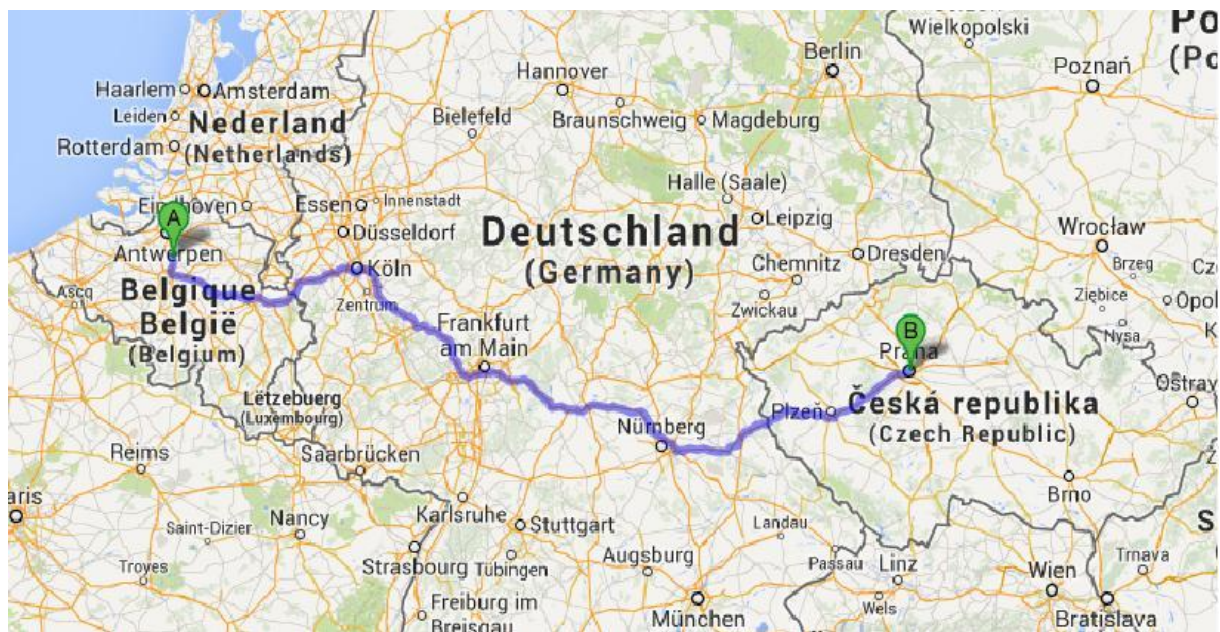 Wielkopolski
Po
(Po
Berlin
Poznań
Hannover
Haarlem
Amsterdam
Leiden
Nederland
(Netherlands)
Bielefeld
Braunschweig
Magdeburg
Rotterdam
Halle (Saale)
Eindhoven
A
Essen
Innenstadt
Leipzig
Düsseldorf
Deutschland
(Germany)
Wrocław
Antwerpen
Dresden
Chemnitz
Brzeg
Cze
Köln
Ascq
Belgique
België
(Belgium)
Zentrum
Zwickau
Ziębice
Opol
Nysa
K
Frankfurt
am Main
B
Praha
Lëtzebuerg
(Luxembourg)
Ostrav
Plzeň
Česká republika
(Czech Republic)
Nürnberg
Reims
Saarbrücken
aris
Brno
Nancy
Karlsruhe
Stuttgart
Saint-Dizier
Landau
S
Troyes
Strasbourg
Tübingen
Augsburg
Passau
Linz
Wien
Trnava
Wels
Freiburg im
Breisgau
München
Bratislava